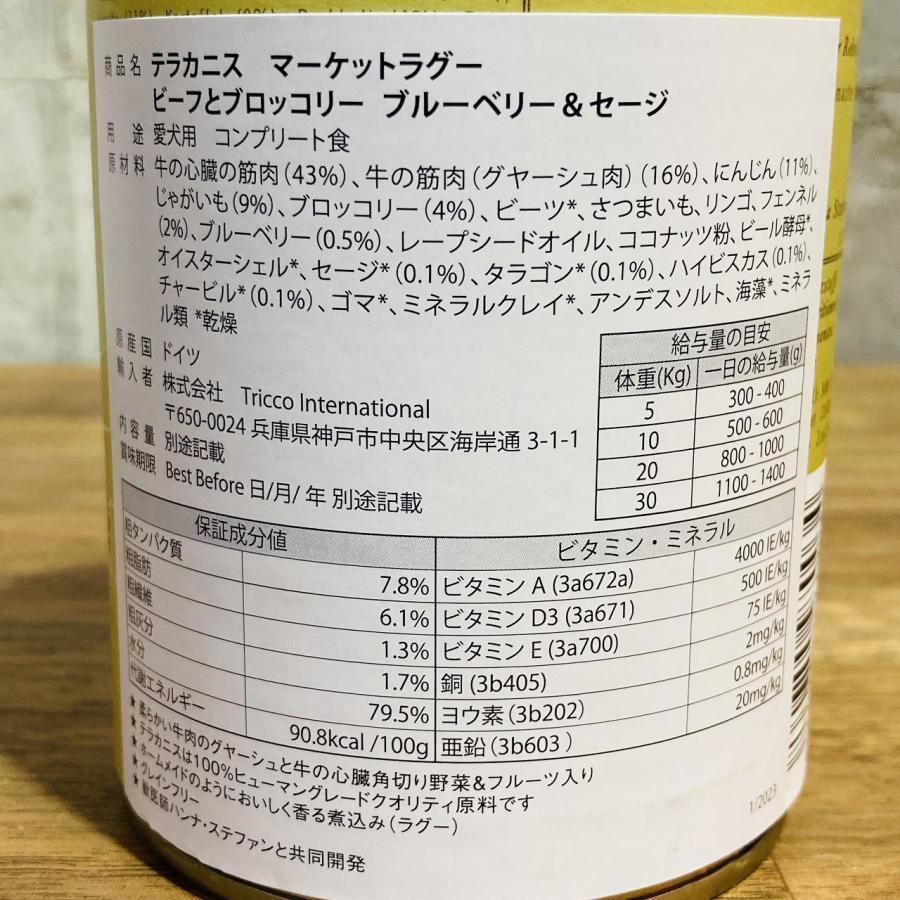 商品名 テラカニス マーケットラグー
ビーフとブロッコリー ブルーベリー&セージ
用途 愛犬用 コンプリート食
原材料 牛の心臓の筋肉(43%)、牛の筋肉(グヤーシュ肉)(16%)、にんじん(11%)、
じゃがいも(9%)、ブロッコリー(4%)、ビーツ*、さつまいも、リンゴ、フェンネル
(2%)、ブルーベリー(0.5%)、レープシードオイル、ココナッツ粉、ビール酵母*、
オイスターシェル*、セージ*(0.1%)、タラゴン*(0.1%)、ハイビスカス(0.1%)、
チャービル*(0.1%)、ゴマ*、ミネラルクレイ*、アンデスソルト、海藻*、ミネラ
ル類 *乾燥
原産国 ドイツ
輸入者 株式会社 Tricco International
〒650-0024 兵庫県神戸市中央区海岸通 3-1-1
内容量 別途記載
賞味期限 Best Before 日/月/年 別途記載
給与量の目安
体重(Kg) 一日の給与量(g)
5 300 - 400
10 500 - 600
20 800 - 1000
30 1100 - 1400
保証成分値 ビタミン・ミネラル
粗タンパク質 7.8% ビタミン A (3a672a) 4000 IE/kg
粗脂肪 6.1% ビタミン D3 (3a671) 500 IE/kg
粗繊維 1.3% ビタミン E (3a700) 75 IE/kg
粗灰分 1.7% 銅 (3b405) 2mg/kg
水分 79.5% ヨウ素 (3b202) 0.8mg/kg
代謝エネルギー 90.8kcal /100g 亜鉛 (3b603 ) 20mg/kg
★ 柔らかい牛肉のグヤーシュと牛の心臓角切り野菜&フルーツ入り
★ テラカニスは100%ヒューマングレードクオリティ原料です
★ ホームメイドのようにおいしく香る煮込み(ラグー)
★ グレインフリー
★ 獣医師ハンナ・ステファンと共同開発
1/2023